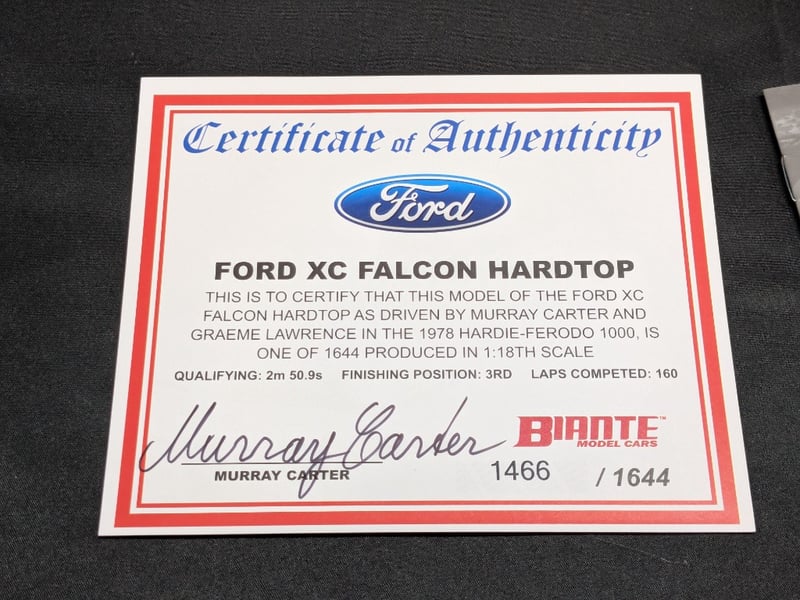 Certificate of Authenticity
Ford
FORD XC FALCON HARDTOP
THIS IS TO CERTIFY THAT THIS MODEL OF THE FORD XC
FALCON HARDTOP AS DRIVEN BY MURRAY CARTER AND
GRAEME LAWRENCE IN THE 1978 HARDIE-FERODO 1000, IS
ONE OF 1644 PRODUCED IN 1:18TH SCALE
QUALIFYING: 2m 50.9s FINISHING POSITION: 3RD LAPS COMPETED: 160
Murray Carter
MURRAY CARTER
BIANTE™
MODEL CARS
1466 / 1644